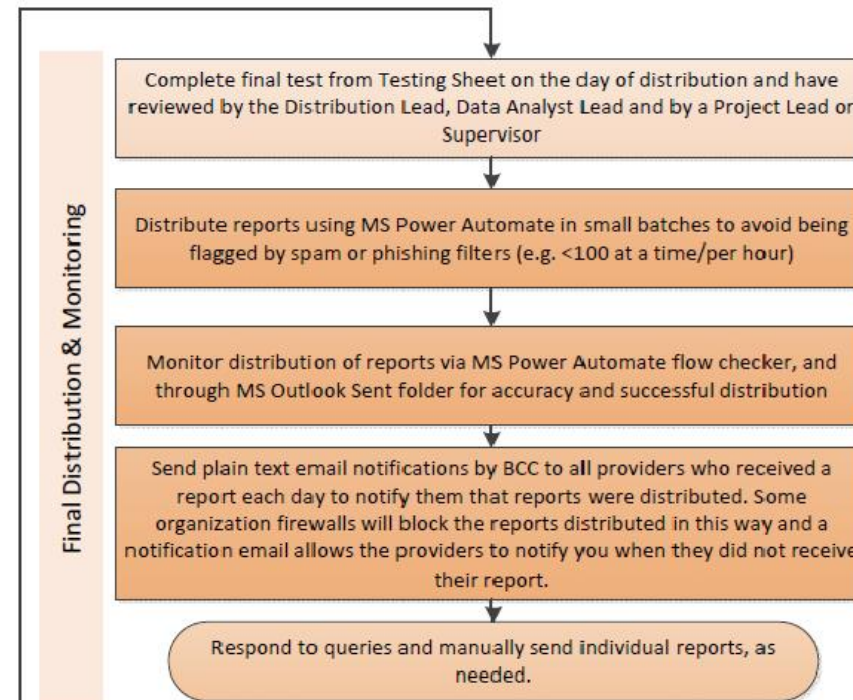 Final Distribution & Monitoring
Complete final test from Testing Sheet on the day of distribution and have
reviewed by the Distribution Lead, Data Analyst Lead and by a Project Lead or
Supervisor
Distribute reports using MS Power Automate in small batches to avoid being
flagged by spam or phishing filters (e.g. <100 at a time/per hour)
Monitor distribution of reports via MS Power Automate flow checker, and
through MS Outlook Sent folder for accuracy and successful distribution
Send plain text email notifications by BCC to all providers who received a
report each day to notify them that reports were distributed. Some
organization firewalls will block the reports distributed in this way and a
notification email allows the providers to notify you when they did not receive
their report.
Respond to queries and manually send individual reports, as
needed.